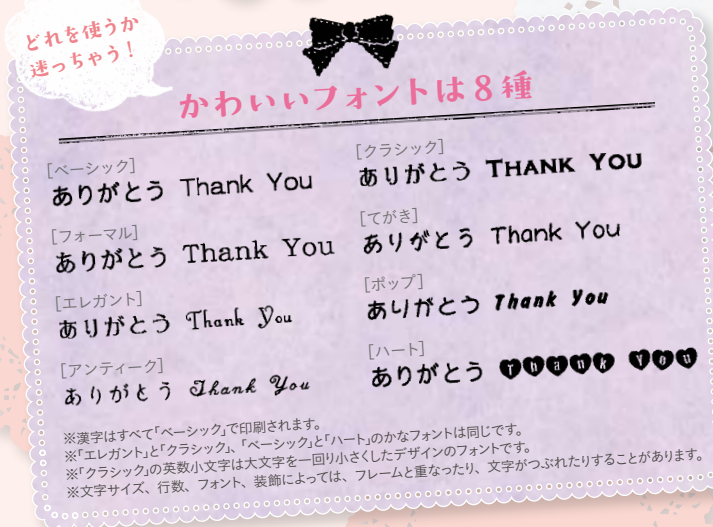 どれを使うか
迷っちゃう！
かわいいフォントは8種
［ベーシック］
ありがとう Thank You
［フォーマル］
ありがとう Thank You
［エレガント］
ありがとう Thank You
［アンティーク］
ありがとう Thank You
［クラシック］
ありがとう THANK YOU
［てがき］
ありがとう Thank You
［ポップ］
ありがとう Thank You
［ハート］
ありがとう Thank You
※漢字はすべて「ベーシック」で印刷されます。
※「エレガント」と「クラシック」、「ベーシック」と「ハート」のかなフォントは同じです。
※「クラシック」の英数小文字は大文字を一回り小さくしたデザインのフォントです。
※文字サイズ、行数、フォント、装飾によっては、フレームと重なったり、文字がつぶれたりすることがあります。